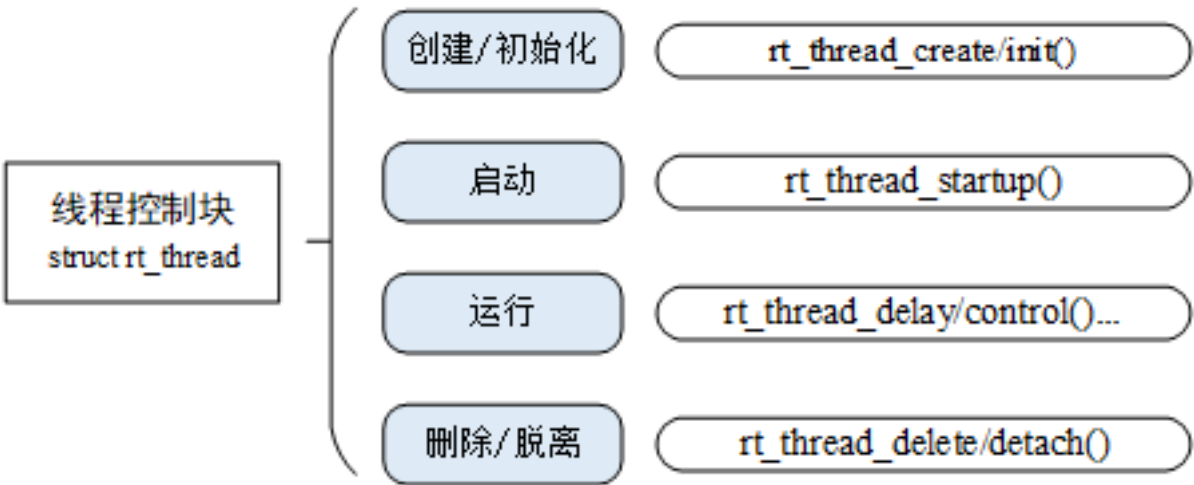 线程控制块
struct rt_thread
创建/初始化
rt_thread_create/init()
启动
rt_thread_startup()
运行
rt_thread_delay/control()...
删除/脱离
rt_thread_delete/detach()